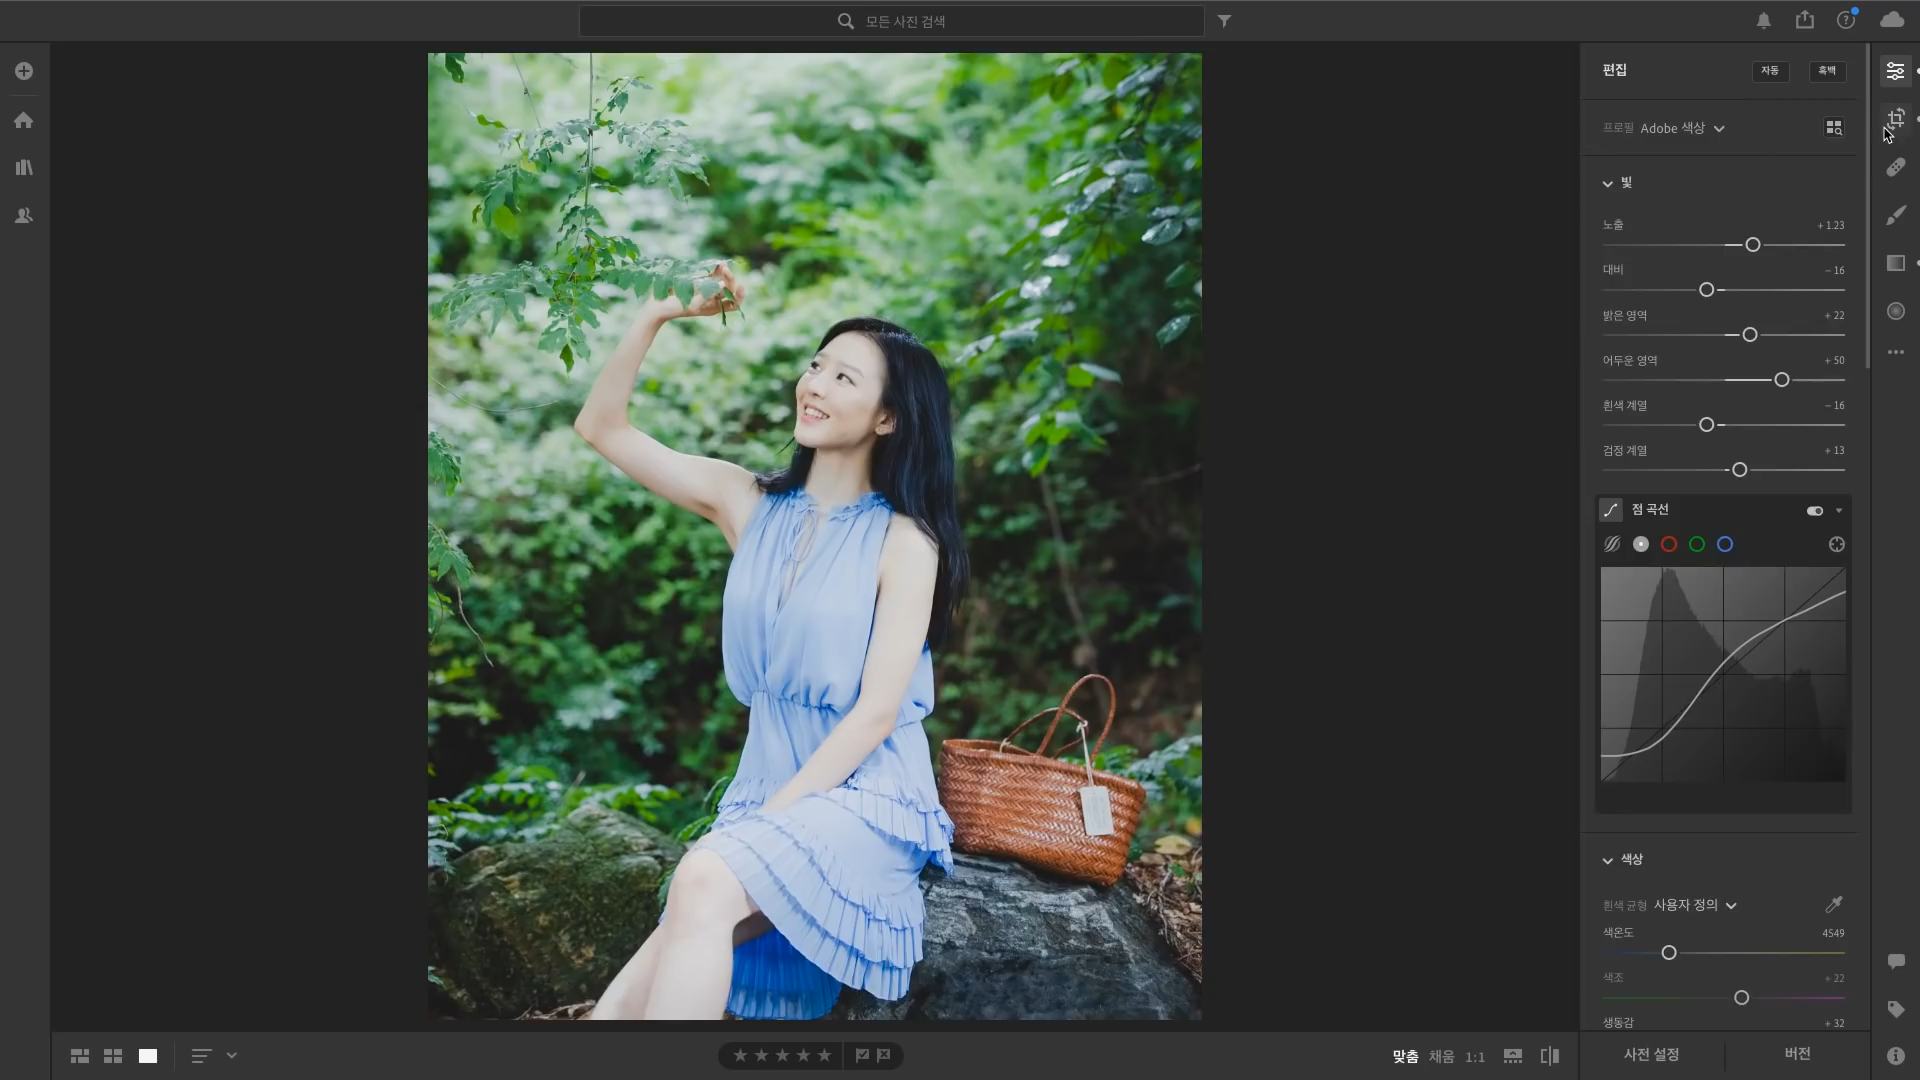 모든 사진 검색
편집
자동
흑백
프로필 Adobe 색상
빛
노출 + 1.23
대비 – 16
밝은 영역 + 22
어두운 영역 + 50
흰색 계열 – 16
검정 계열 + 13
점 곡선
색상
흰색 균형 사용자 정의
색온도 4549
색조 + 22
생동감 + 32
맞춤 채움 1:1
사전 설정
버전